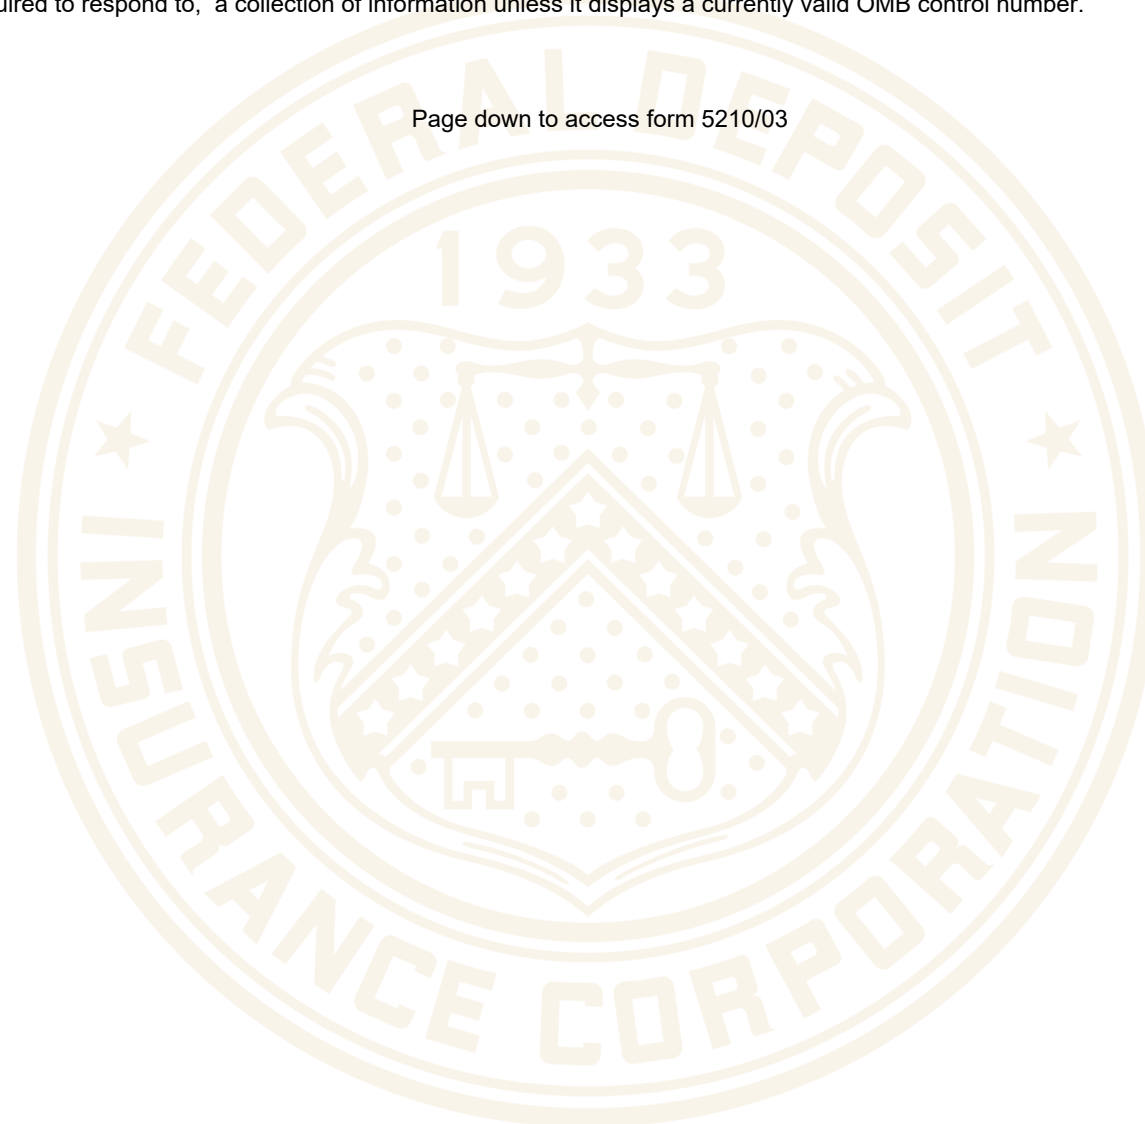 uired to respond to, a collection of information unless it displays a currently valid OMB control number.
Page down to access form 5210/03
FEDERAL DEPOSIT
1933
INSURANCE CORPORATION